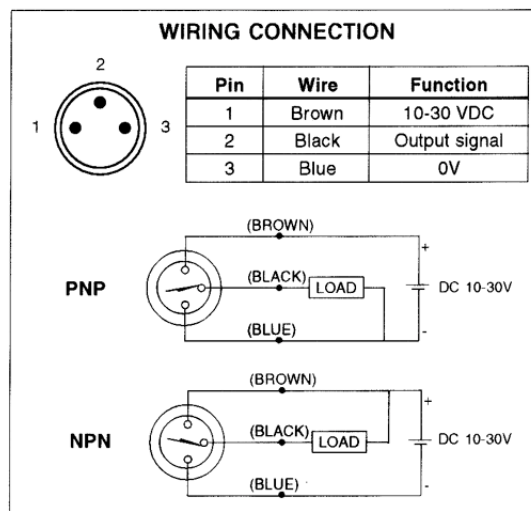 WIRING CONNECTION
2
1
3
Pin Wire Function
1 Brown 10-30 VDC
2 Black Output signal
3 Blue 0V
(BROWN)
+
PNP
(BLACK)
LOAD
DC 10-30V
(BLUE)
-
(BROWN)
+
NPN
(BLACK)
LOAD
DC 10-30V
(BLUE)
-